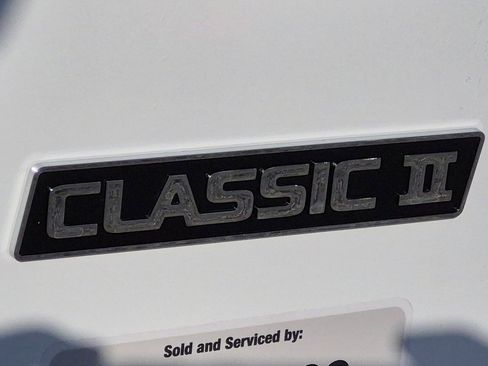 CLASSIC II
Sold and Serviced by: